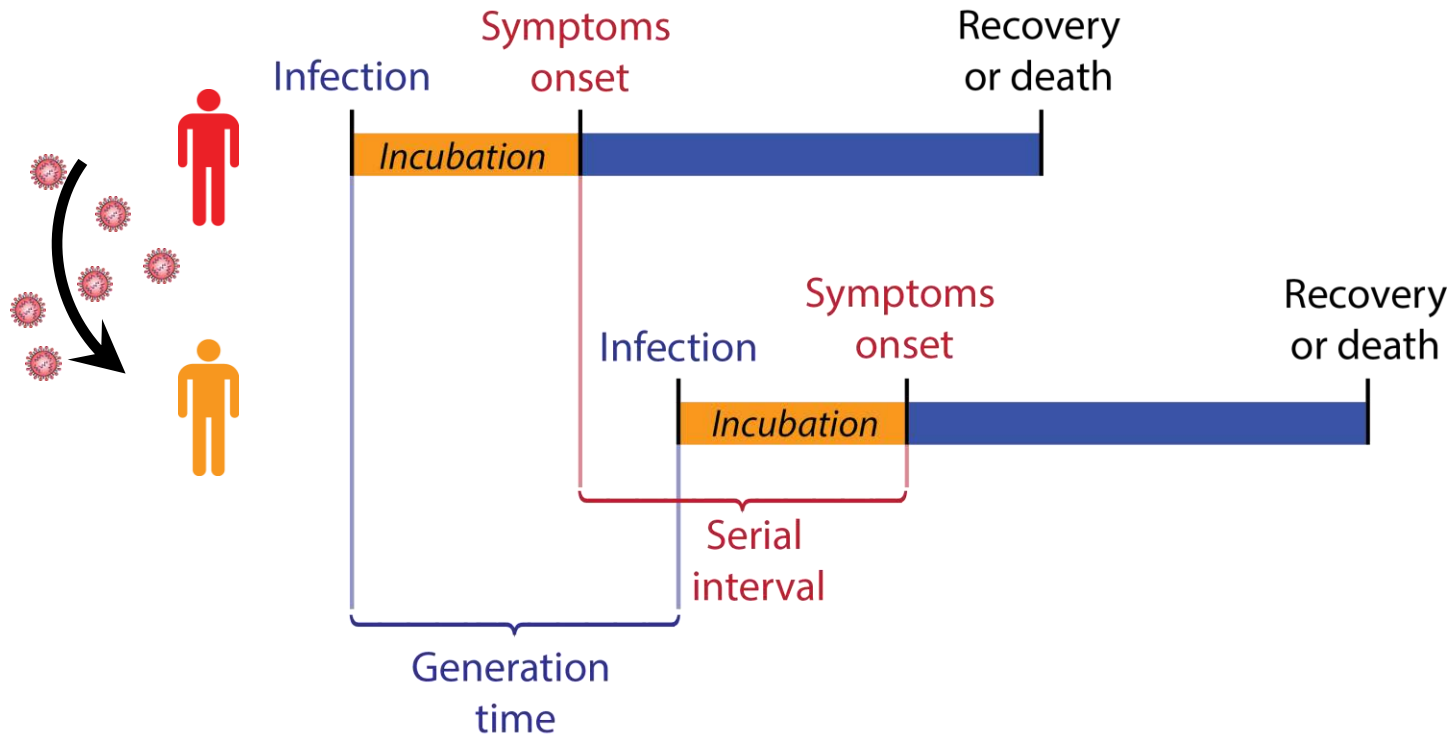 Symptoms
onset
Recovery
or death
Infection
Incubation
Symptoms
onset
Recovery
or death
Infection
Incubation
Serial
interval
Generation
time